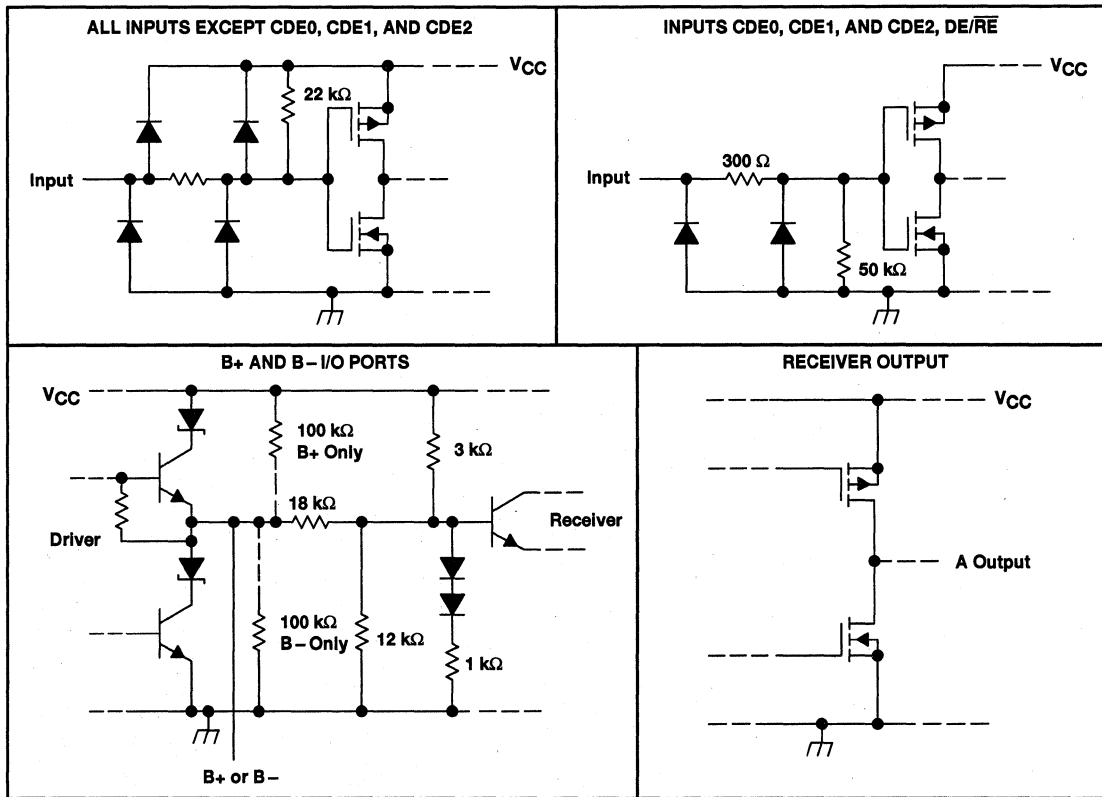 ALL INPUTS EXCEPT CDE0, CDE1, AND CDE2
VCC
22 kΩ
Input
INPUTS CDE0, CDE1, AND CDE2, DE/R̅E̅
VCC
300 Ω
Input
50 kΩ
B+ AND B– I/O PORTS
VCC
100 kΩ
B+ Only
3 kΩ
18 kΩ
Receiver
Driver
100 kΩ
B– Only
12 kΩ
1 kΩ
B+ or B–
RECEIVER OUTPUT
VCC
A Output